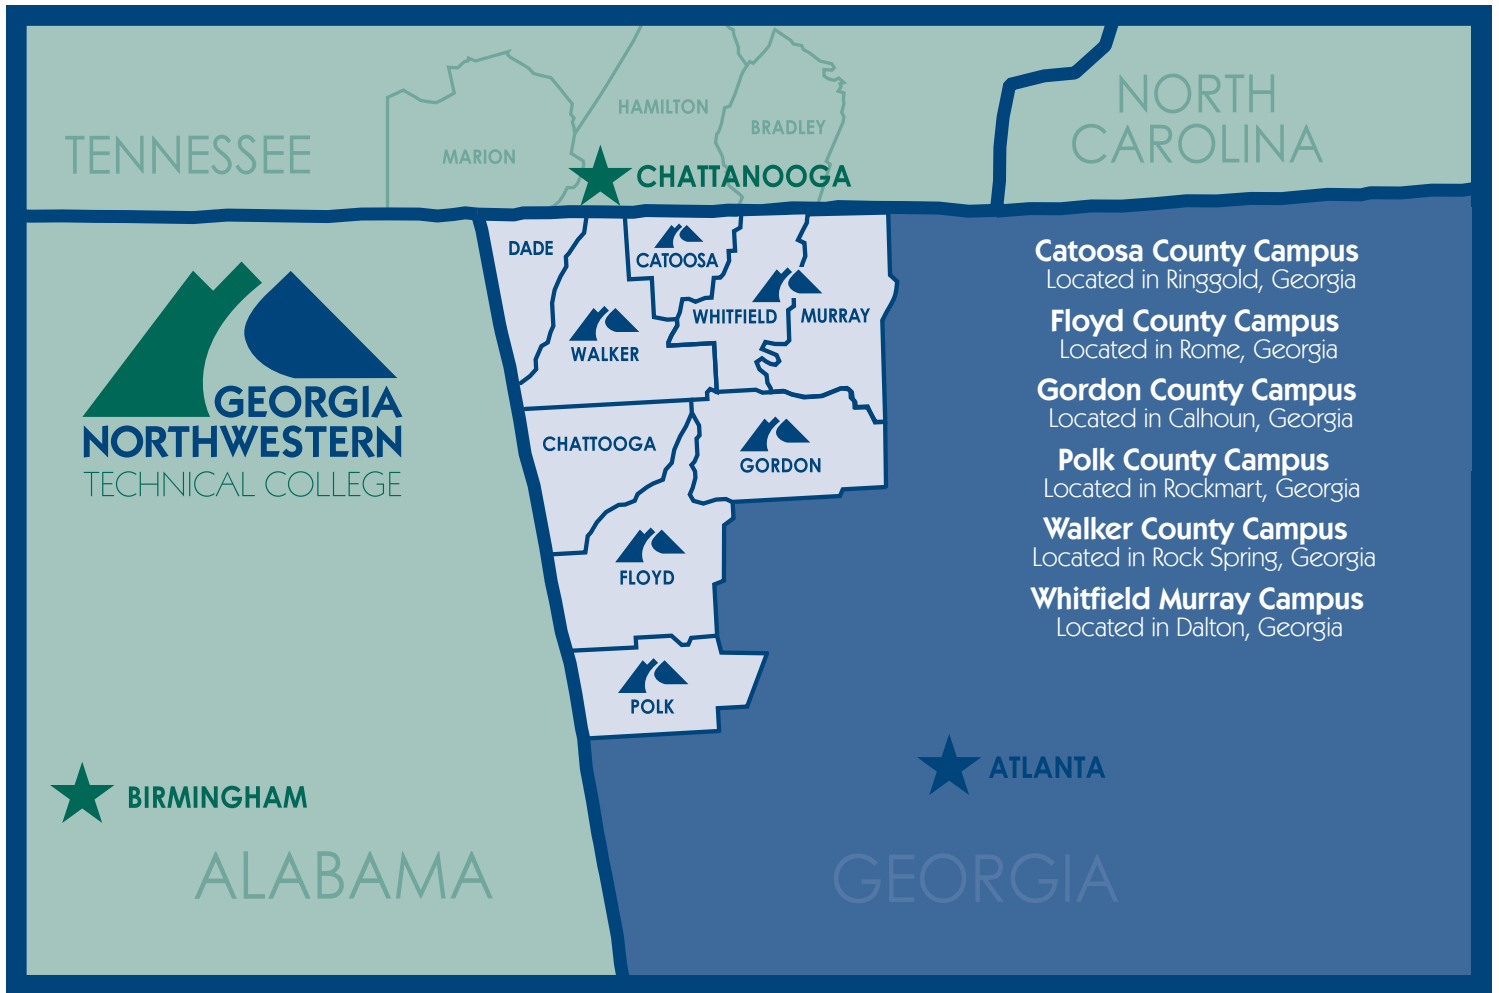 TENNESSEE
MARION
HAMILTON
BRADLEY
NORTH
CAROLINA
CHATTANOOGA
DADE
CATOOSA
WALKER
WHITFIELD
MURRAY
CHATTOOGA
GORDON
FLOYD
POLK
GEORGIA
NORTHWESTERN
TECHNICAL COLLEGE
Catoosa County Campus
Located in Ringgold, Georgia
Floyd County Campus
Located in Rome, Georgia
Gordon County Campus
Located in Calhoun, Georgia
Polk County Campus
Located in Rockmart, Georgia
Walker County Campus
Located in Rock Spring, Georgia
Whitfield Murray Campus
Located in Dalton, Georgia
BIRMINGHAM
ATLANTA
ALABAMA
GEORGIA